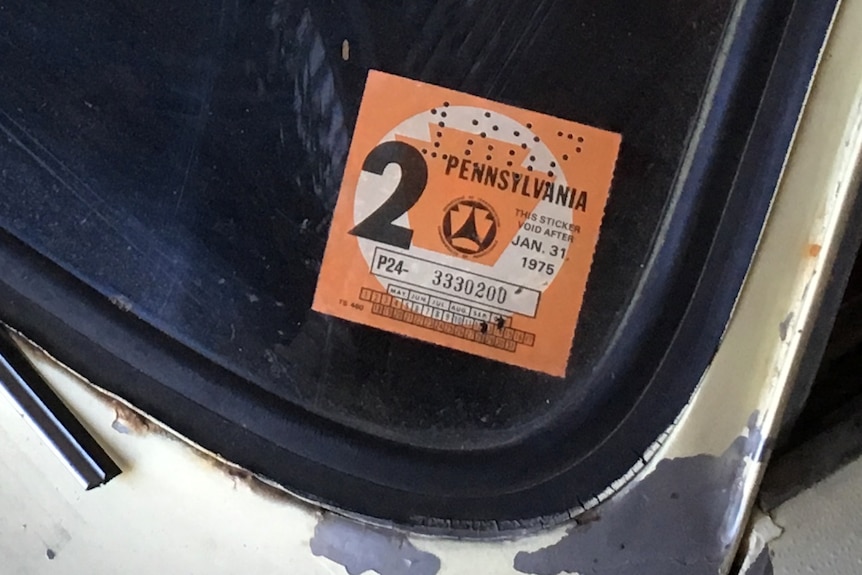 2
PENNSYLVANIA
THIS STICKER
VOID AFTER
JAN. 31,
1975
P24- 3330200
MAY JUN JUL AUG SEP